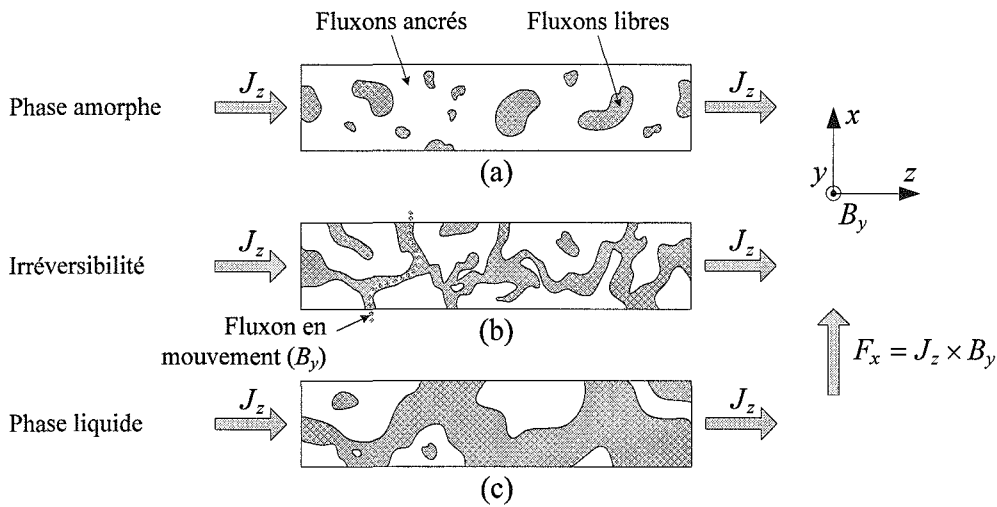 Fluxons ancrés
Fluxons libres
Phase amorphe
J_z
J_z
(a)
x
y
z
B_y
Irréversibilité
J_z
J_z
Fluxon en
mouvement (B_y)
(b)
F_x = J_z × B_y
Phase liquide
J_z
J_z
(c)